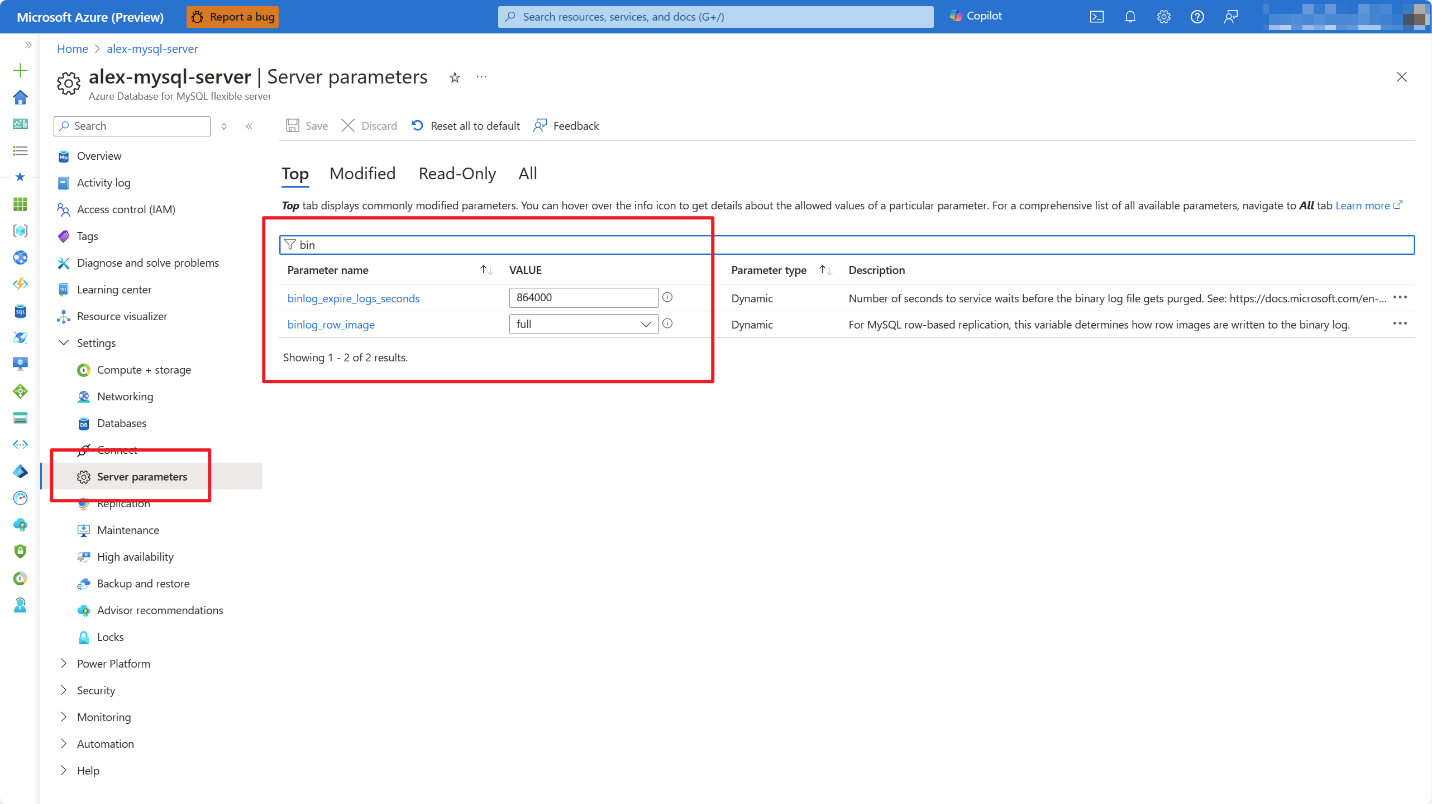 Microsoft Azure (Preview)
Report a bug
Search resources, services, and docs (G+/)
Copilot
Home > alex-mysql-server
alex-mysql-server | Server parameters
Azure Database for MySQL flexible server
Search
Overview
Activity log
Access control (IAM)
Tags
Diagnose and solve problems
Learning center
Resource visualizer
Settings
Compute + storage
Networking
Databases
Connect
Server parameters
Replication
Maintenance
High availability
Backup and restore
Advisor recommendations
Locks
Power Platform
Security
Monitoring
Automation
Help
Save Discard Reset all to default Feedback
Top Modified Read-Only All
Top tab displays commonly modified parameters. You can hover over the info icon to get details about the allowed values of a particular parameter. For a comprehensive list of all available parameters, navigate to All tab Learn more
bin
Parameter name VALUE Parameter type Description
binlog_expire_logs_seconds 864000 Dynamic Number of seconds to service waits before the binary log file gets purged. See: https://docs.microsoft.com/en-...
binlog_row_image full Dynamic For MySQL row-based replication, this variable determines how row images are written to the binary log.
Showing 1 - 2 of 2 results.